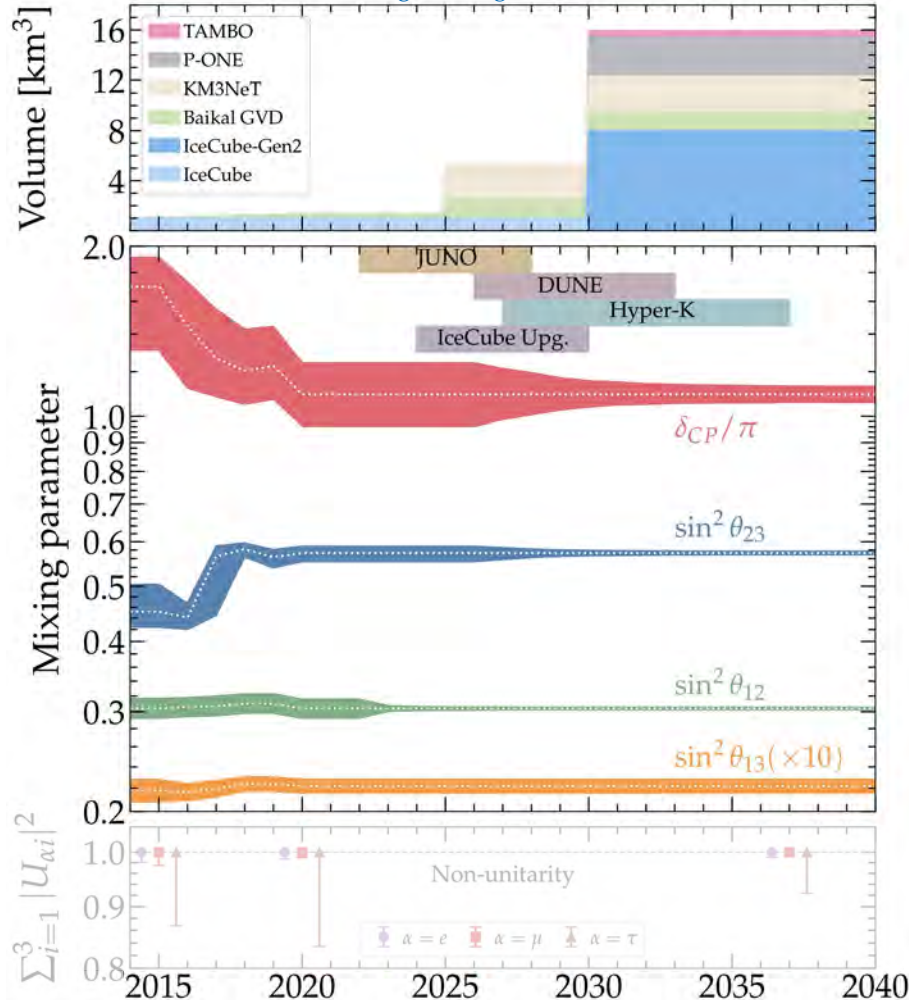 Volume [km³]
16
12
8
4
TAMBO
P-ONE
KM3NeT
Baikal GVD
IceCube-Gen2
IceCube
Mixing parameter
2.0
1.0
0.9
0.8
0.7
0.6
0.5
0.4
0.3
0.2
JUNO
DUNE
Hyper-K
IceCube Upg.
δ_CP/π
sin² θ₂₃
sin² θ₁₂
sin² θ₁₃(×10)
∑³ᵢ₌₁ |U_αi|²
1.0
0.9
0.8
Non-unitarity
α = e α = μ α = τ
2015 2020 2025 2030 2035 2040